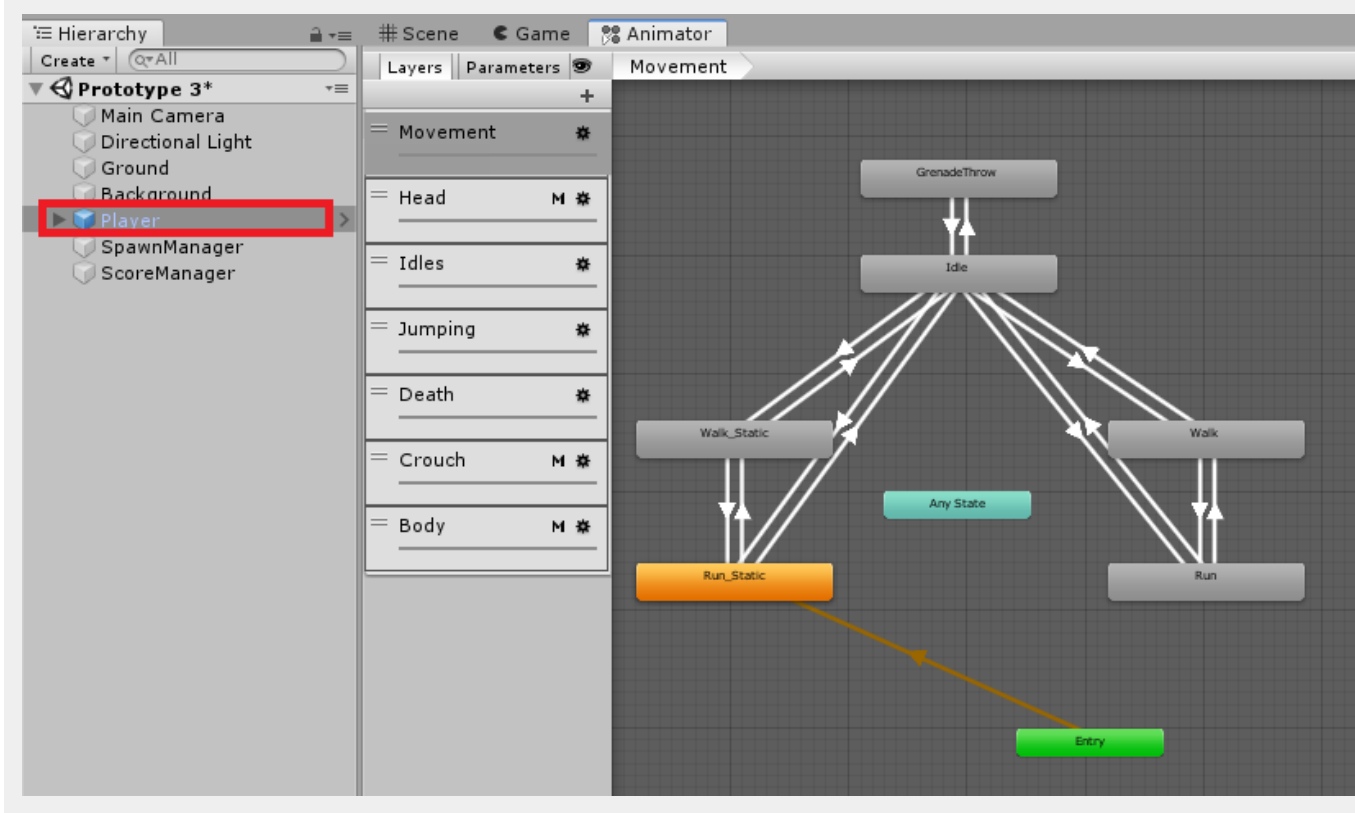 Hierarchy
Create
All
Prototype 3*
Main Camera
Directional Light
Ground
Background
Player
SpawnManager
ScoreManager
Scene
Game
Animator
Layers
Parameters
Movement
+
Movement
Head M
Idles
Jumping
Death
Crouch M
Body M
GrenadeThrow
Idle
Walk_Static
Walk
Any State
Run_Static
Run
Entry